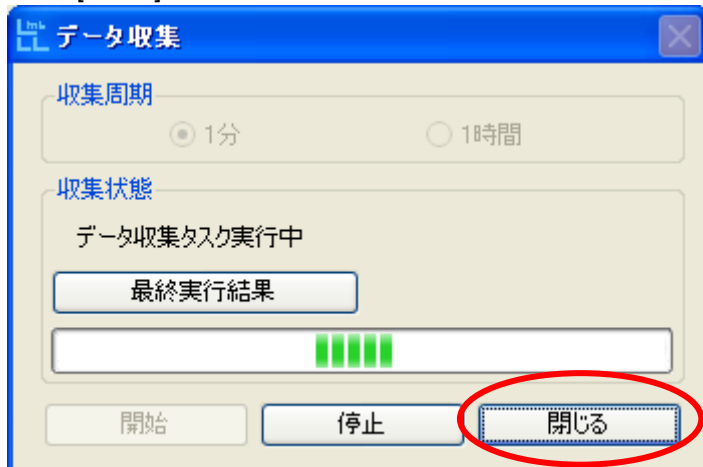 データ収集
収集周期
1分 1時間
収集状態
データ収集タスク実行中
最終実行結果
開始 停止 閉じる